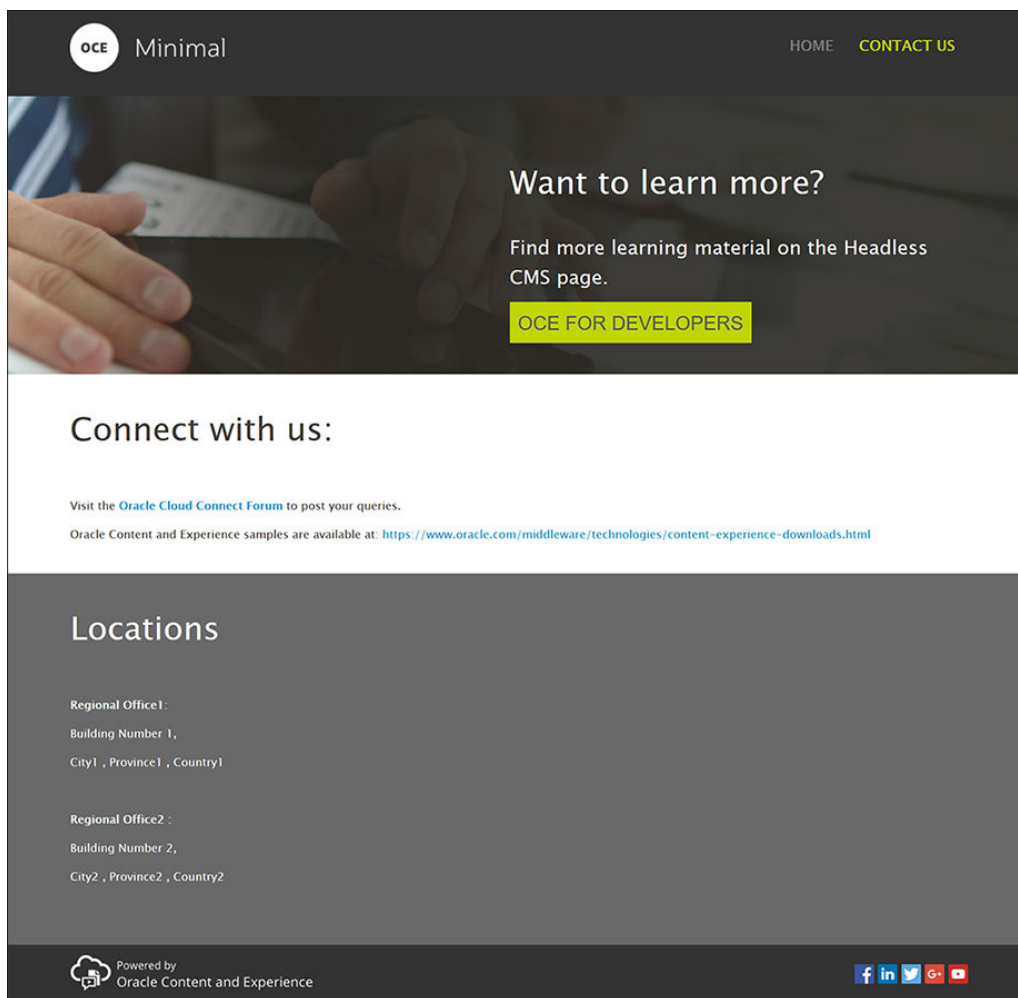 OCE Minimal
HOME CONTACT US
Want to learn more?
Find more learning material on the Headless
CMS page.
OCE FOR DEVELOPERS
Connect with us:
Visit the Oracle Cloud Connect Forum to post your queries.
Oracle Content and Experience samples are available at: https://www.oracle.com/middleware/technologies/content-experience-downloads.html
Locations
Regional Office1:
Building Number 1,
City1 , Province1 , Country1
Regional Office2 :
Building Number 2,
City2 , Province2 , Country2
Powered by
Oracle Content and Experience
f in G+